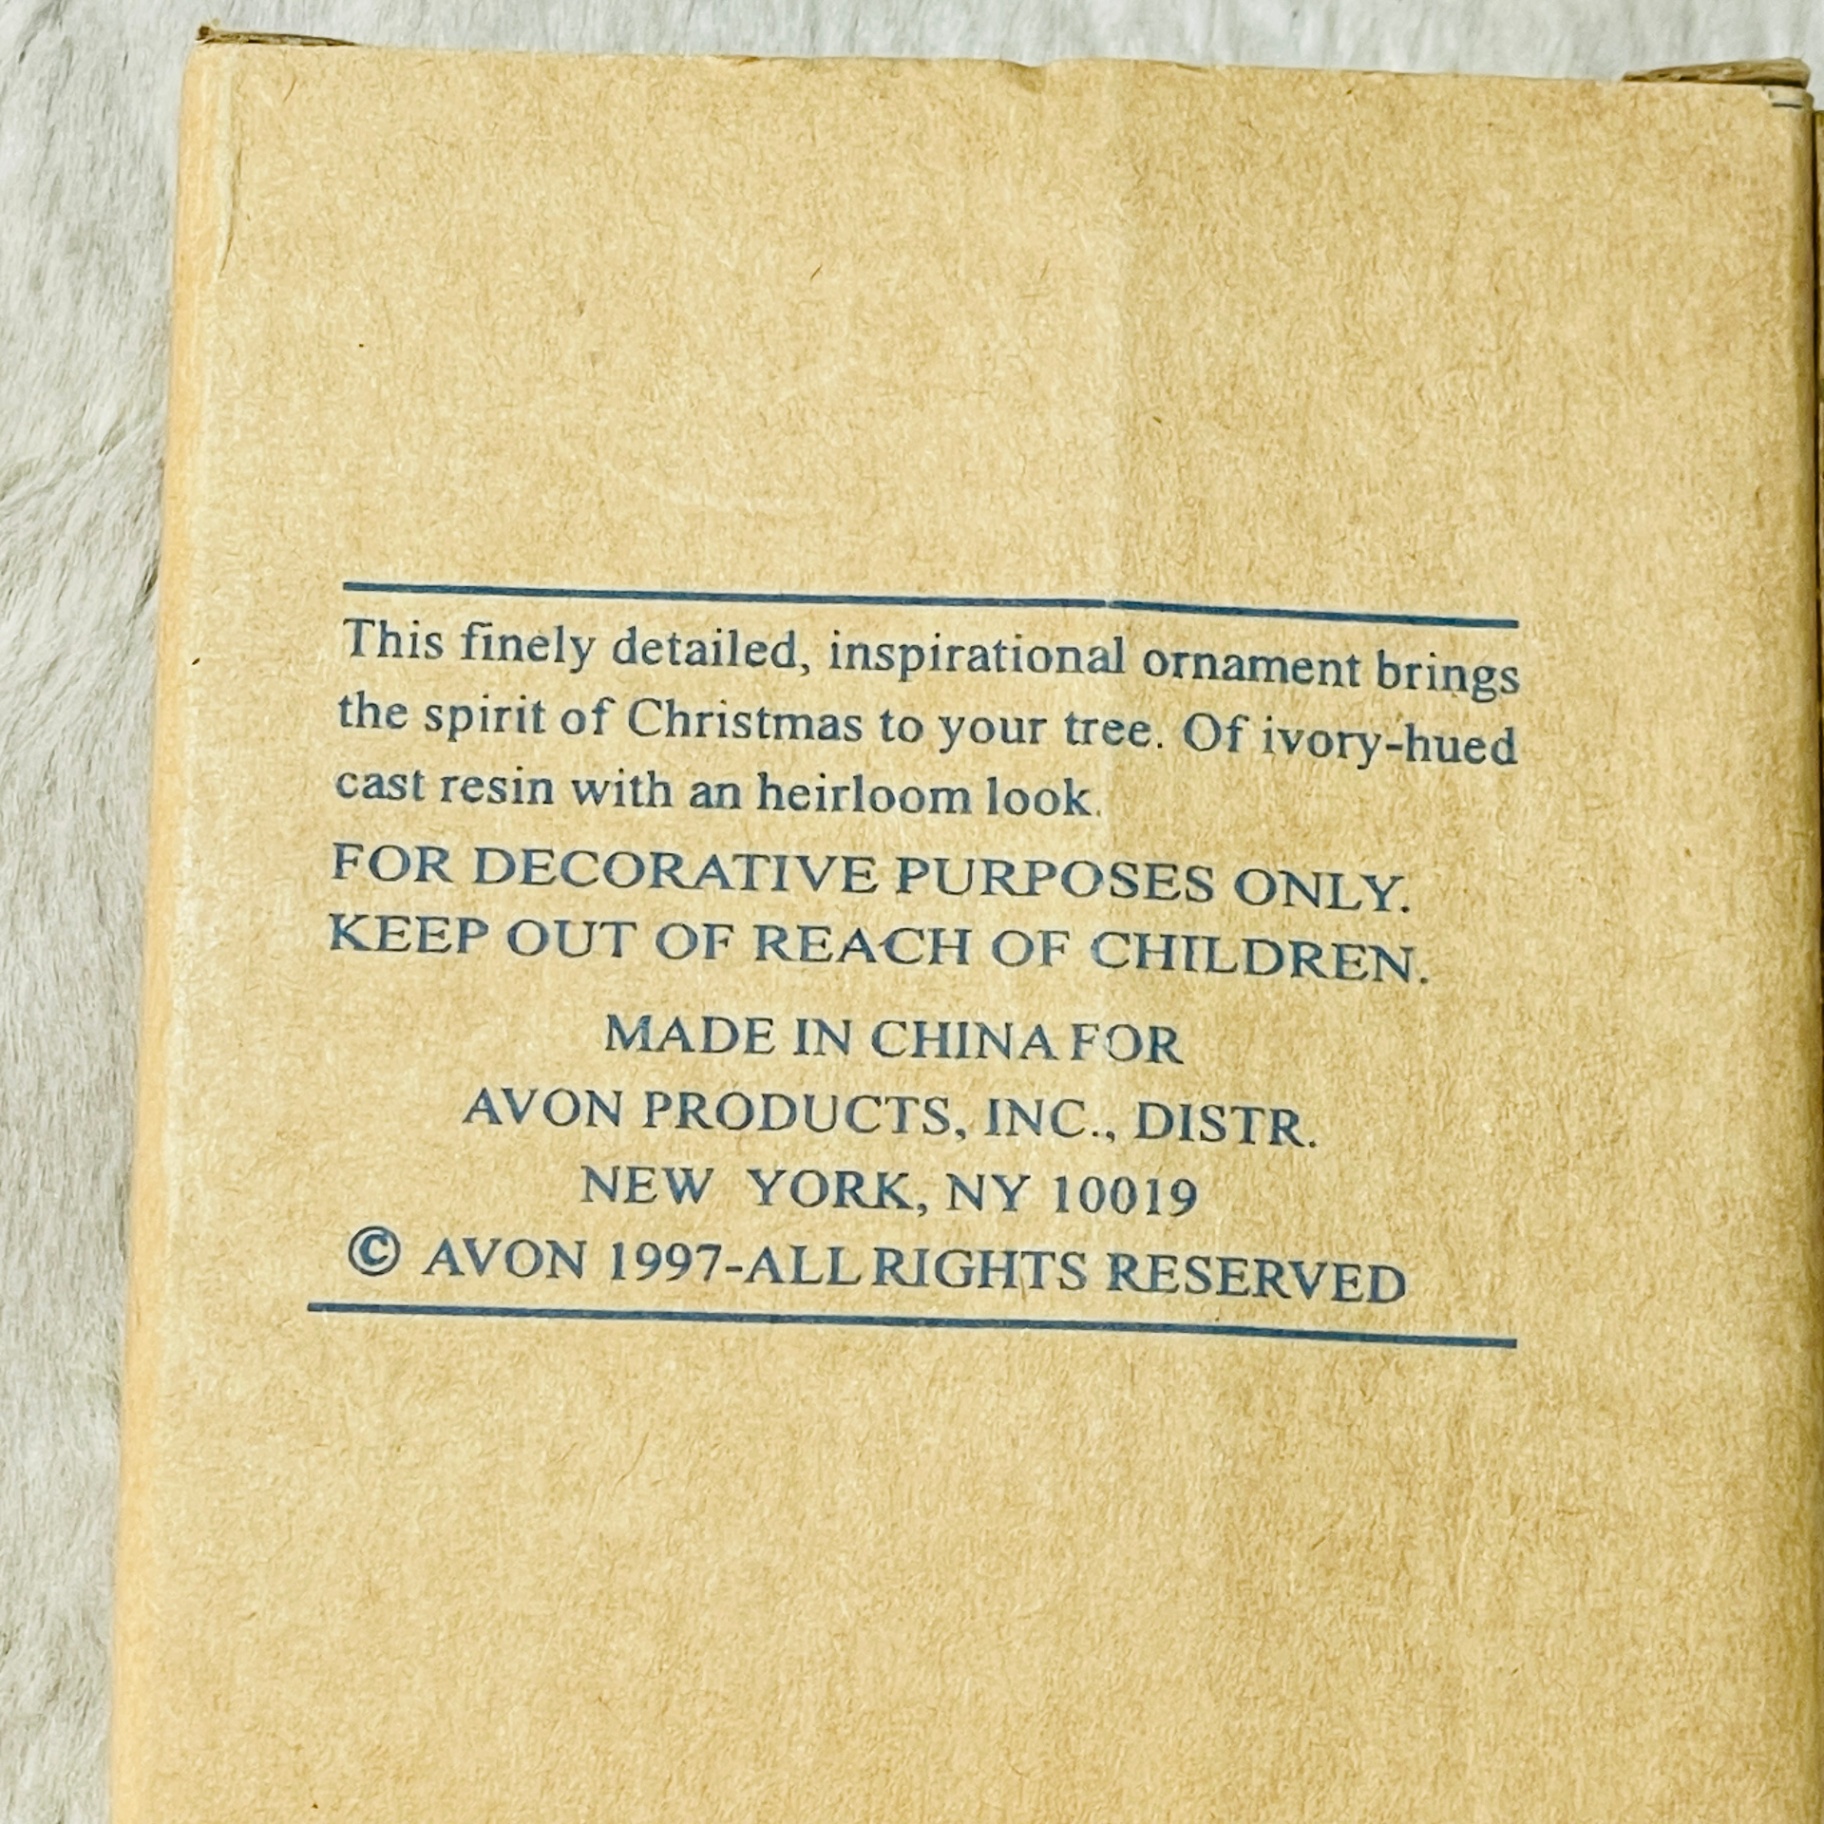 This finely detailed, inspirational ornament brings
the spirit of Christmas to your tree. Of ivory-hued
cast resin with an heirloom look.
FOR DECORATIVE PURPOSES ONLY.
KEEP OUT OF REACH OF CHILDREN.
MADE IN CHINA FOR
AVON PRODUCTS, INC., DISTR.
NEW YORK, NY 10019
© AVON 1997-ALL RIGHTS RESERVED